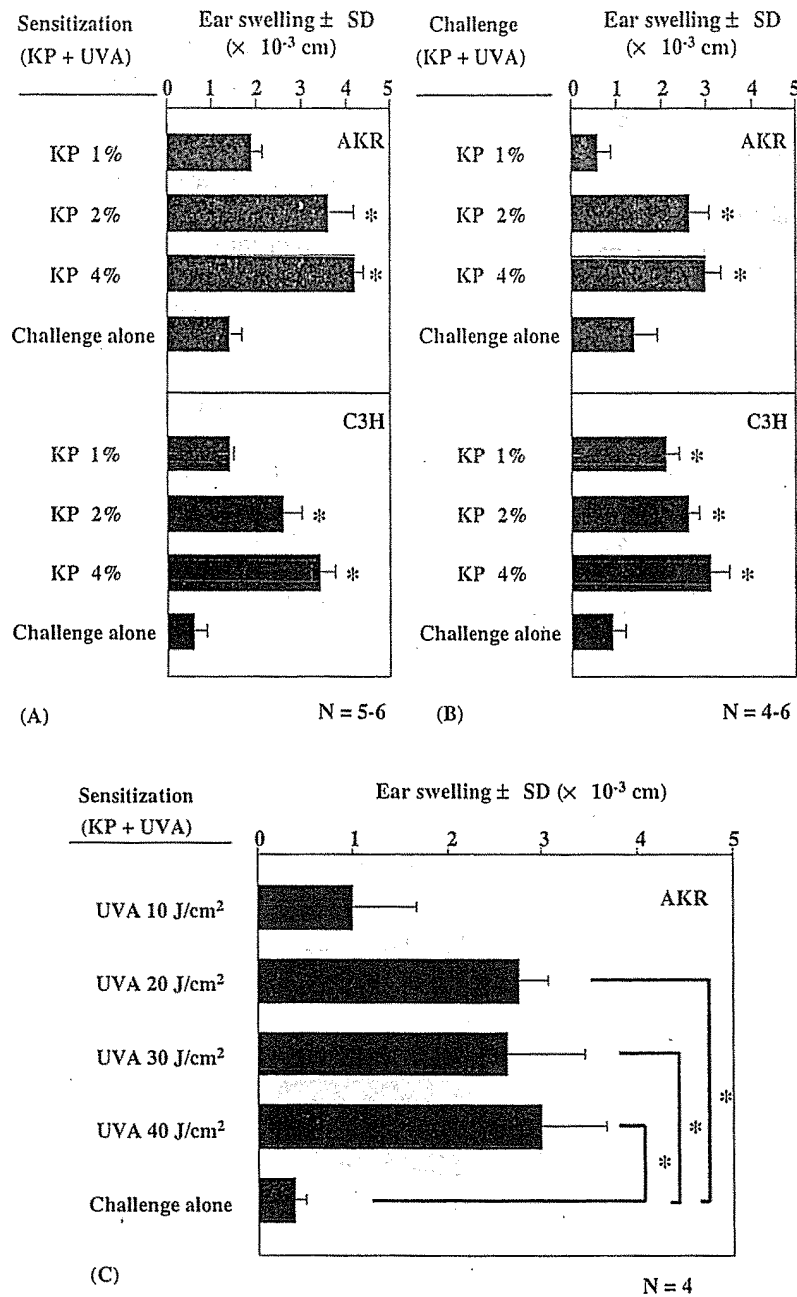 Sensitization
(KP + UVA)
Ear swelling ± SD
(× 10-3 cm)
0 1 2 3 4 5
AKR
KP 1%
KP 2%
*
KP 4%
*
Challenge alone
C3H
KP 1%
KP 2%
*
KP 4%
*
Challenge alone
(A)
N = 5-6
Challenge
(KP + UVA)
Ear swelling ± SD
(× 10-3 cm)
0 1 2 3 4 5
AKR
KP 1%
KP 2%
*
KP 4%
*
Challenge alone
C3H
KP 1%
*
KP 2%
*
KP 4%
*
Challenge alone
(B)
N = 4-6
Sensitization
(KP + UVA)
Ear swelling ± SD (× 10-3 cm)
0 1 2 3 4 5
AKR
UVA 10 J/cm2
UVA 20 J/cm2
UVA 30 J/cm2
UVA 40 J/cm2
Challenge alone
* * *
(C)
N = 4